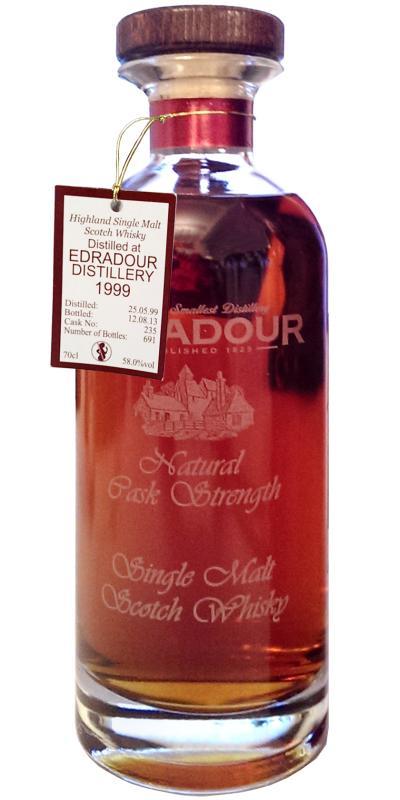 Highland Single Malt
Scotch Whisky
Distilled at
EDRADOUR
DISTILLERY
1999
Distilled: 25.05.99
Bottled: 12.08.13
Cask No: 235
Number of Bottles: 691
70cl 58.0%vol
Smallest Distillery
ADOUR
BLISHED 1825
Natural
Cask Strength
Single Malt
Scotch Whisky